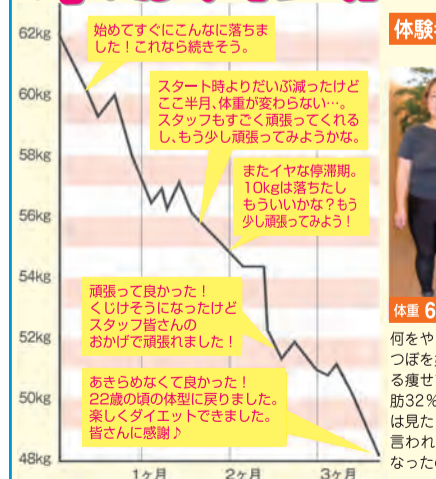 62kg
60kg
58kg
56kg
54kg
52kg
50kg
48kg
始めてすぐにこんなに落ちま
した！これなら続きそう。
スタート時よりだいぶ減ったけど
ここ半月、体重が変わらない…。
スタッフもすごく頑張ってくれる
し、もう少し頑張ってみようかな。
またイヤな停滞期。
10kgは落ちたし
もういいかな？もう
少し頑張ってみよう！
頑張って良かった！
くじけそうになったけど
スタッフ皆さんの
おかげで頑張れました！
あきらめなくて良かった！
22歳の頃の体型に戻りました。
楽しくダイエットできました。
皆さんに感謝♪
1ヶ月
2ヶ月
3ヶ月
体験
体重 6
何をや
つぼを
る痩せ
肪32%
は見た
言われ
なった